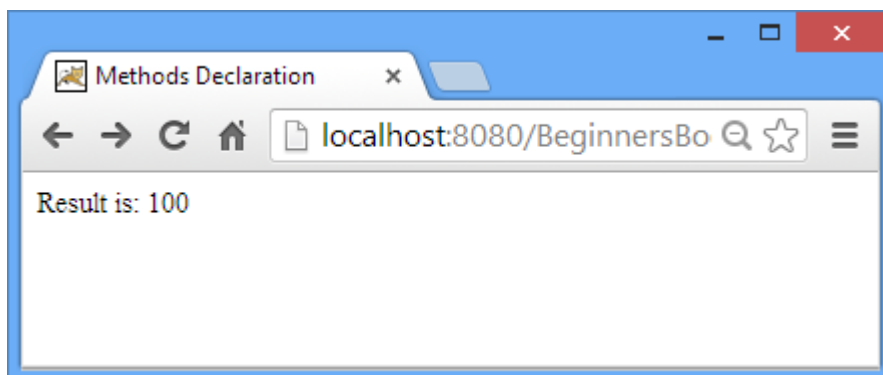 Methods Declaration
localhost:8080/BeginnersBo
Result is: 100